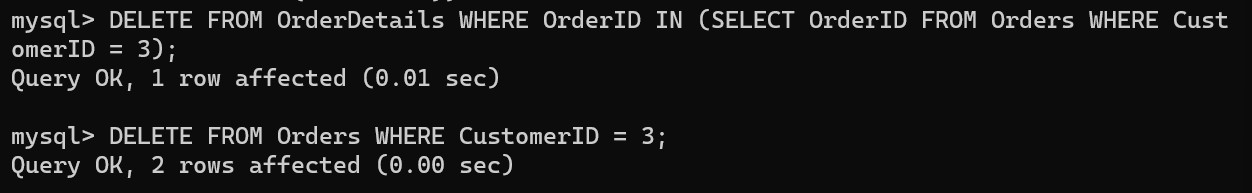 mysql> DELETE FROM OrderDetails WHERE OrderID IN (SELECT OrderID FROM Orders WHERE Cust
omerID = 3);
Query OK, 1 row affected (0.01 sec)
mysql> DELETE FROM Orders WHERE CustomerID = 3;
Query OK, 2 rows affected (0.00 sec)